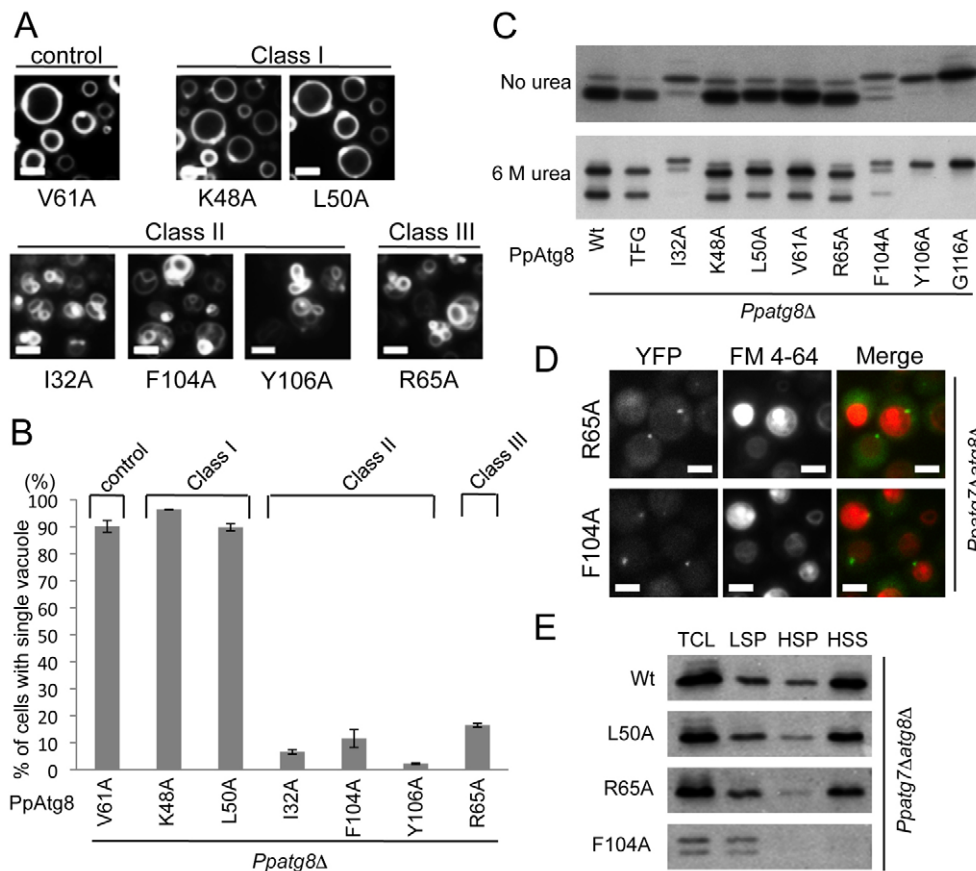 A
control
Class I
V61A
K48A
L50A
Class II
Class III
I32A
F104A
Y106A
R65A
B
(%)
control
Class I
Class II
Class III
% of cells with single vacuole
100
90
80
70
60
50
40
30
20
10
0
PpAtg8
V61A
K48A
L50A
I32A
F104A
Y106A
R65A
Ppatg8Δ
C
No urea
6 M urea
PpAtg8
Wt
TFG
I32A
K48A
L50A
V61A
R65A
F104A
Y106A
G116A
Ppatg8Δ
D
YFP FM 4-64 Merge
R65A
F104A
Ppatg7Δatg8Δ
E
TCL LSP HSP HSS
Wt
L50A
R65A
F104A
Ppatg7Δatg8Δ